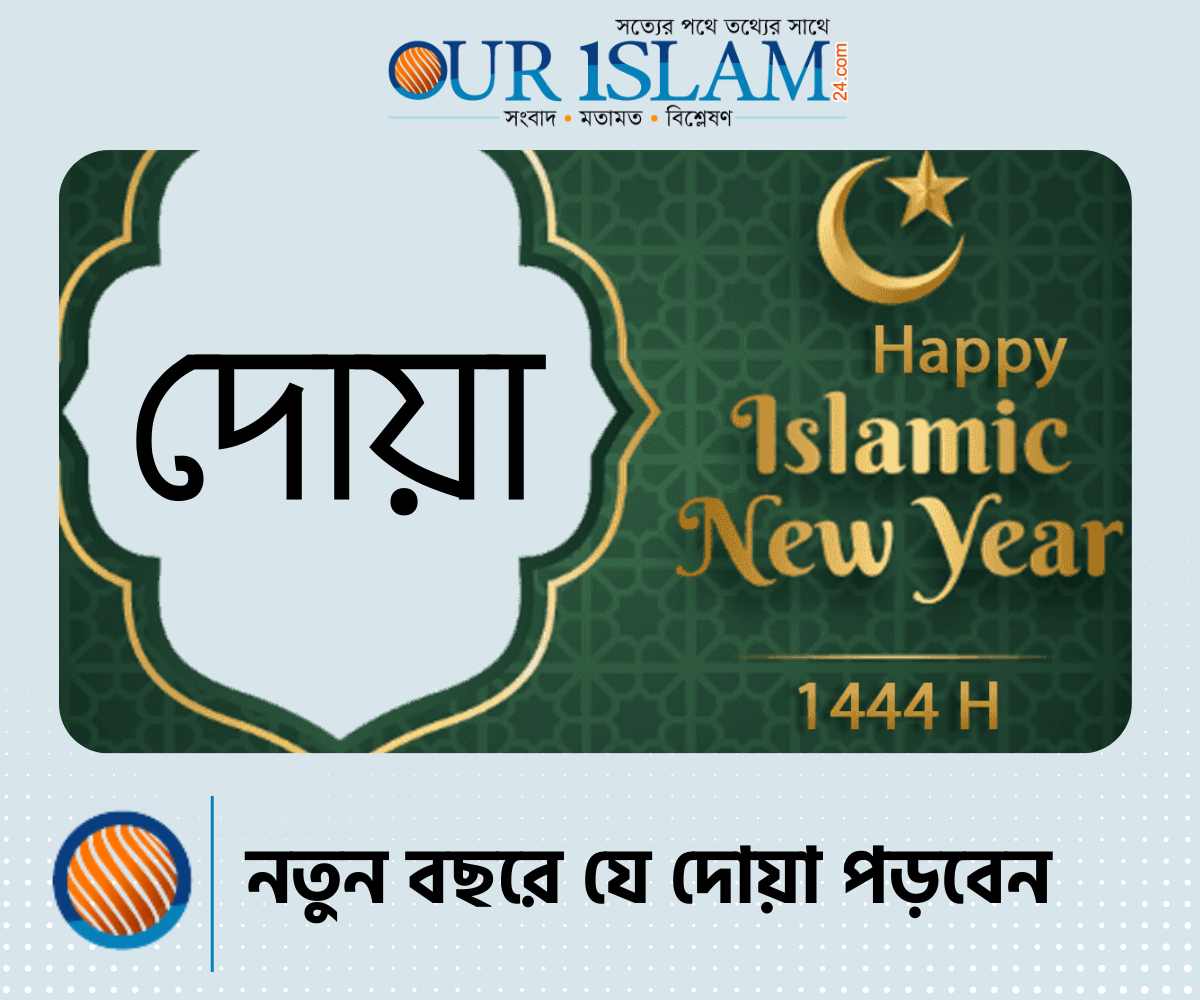 সত্যের পথে তথ্যের সাথে
OUR ISLAM 24.com
সংবাদ • মতামত • বিশ্লেষণ
দোয়া
Happy
Islamic
New Year
1444 H
নতুন বছরে যে দোয়া পড়বেন